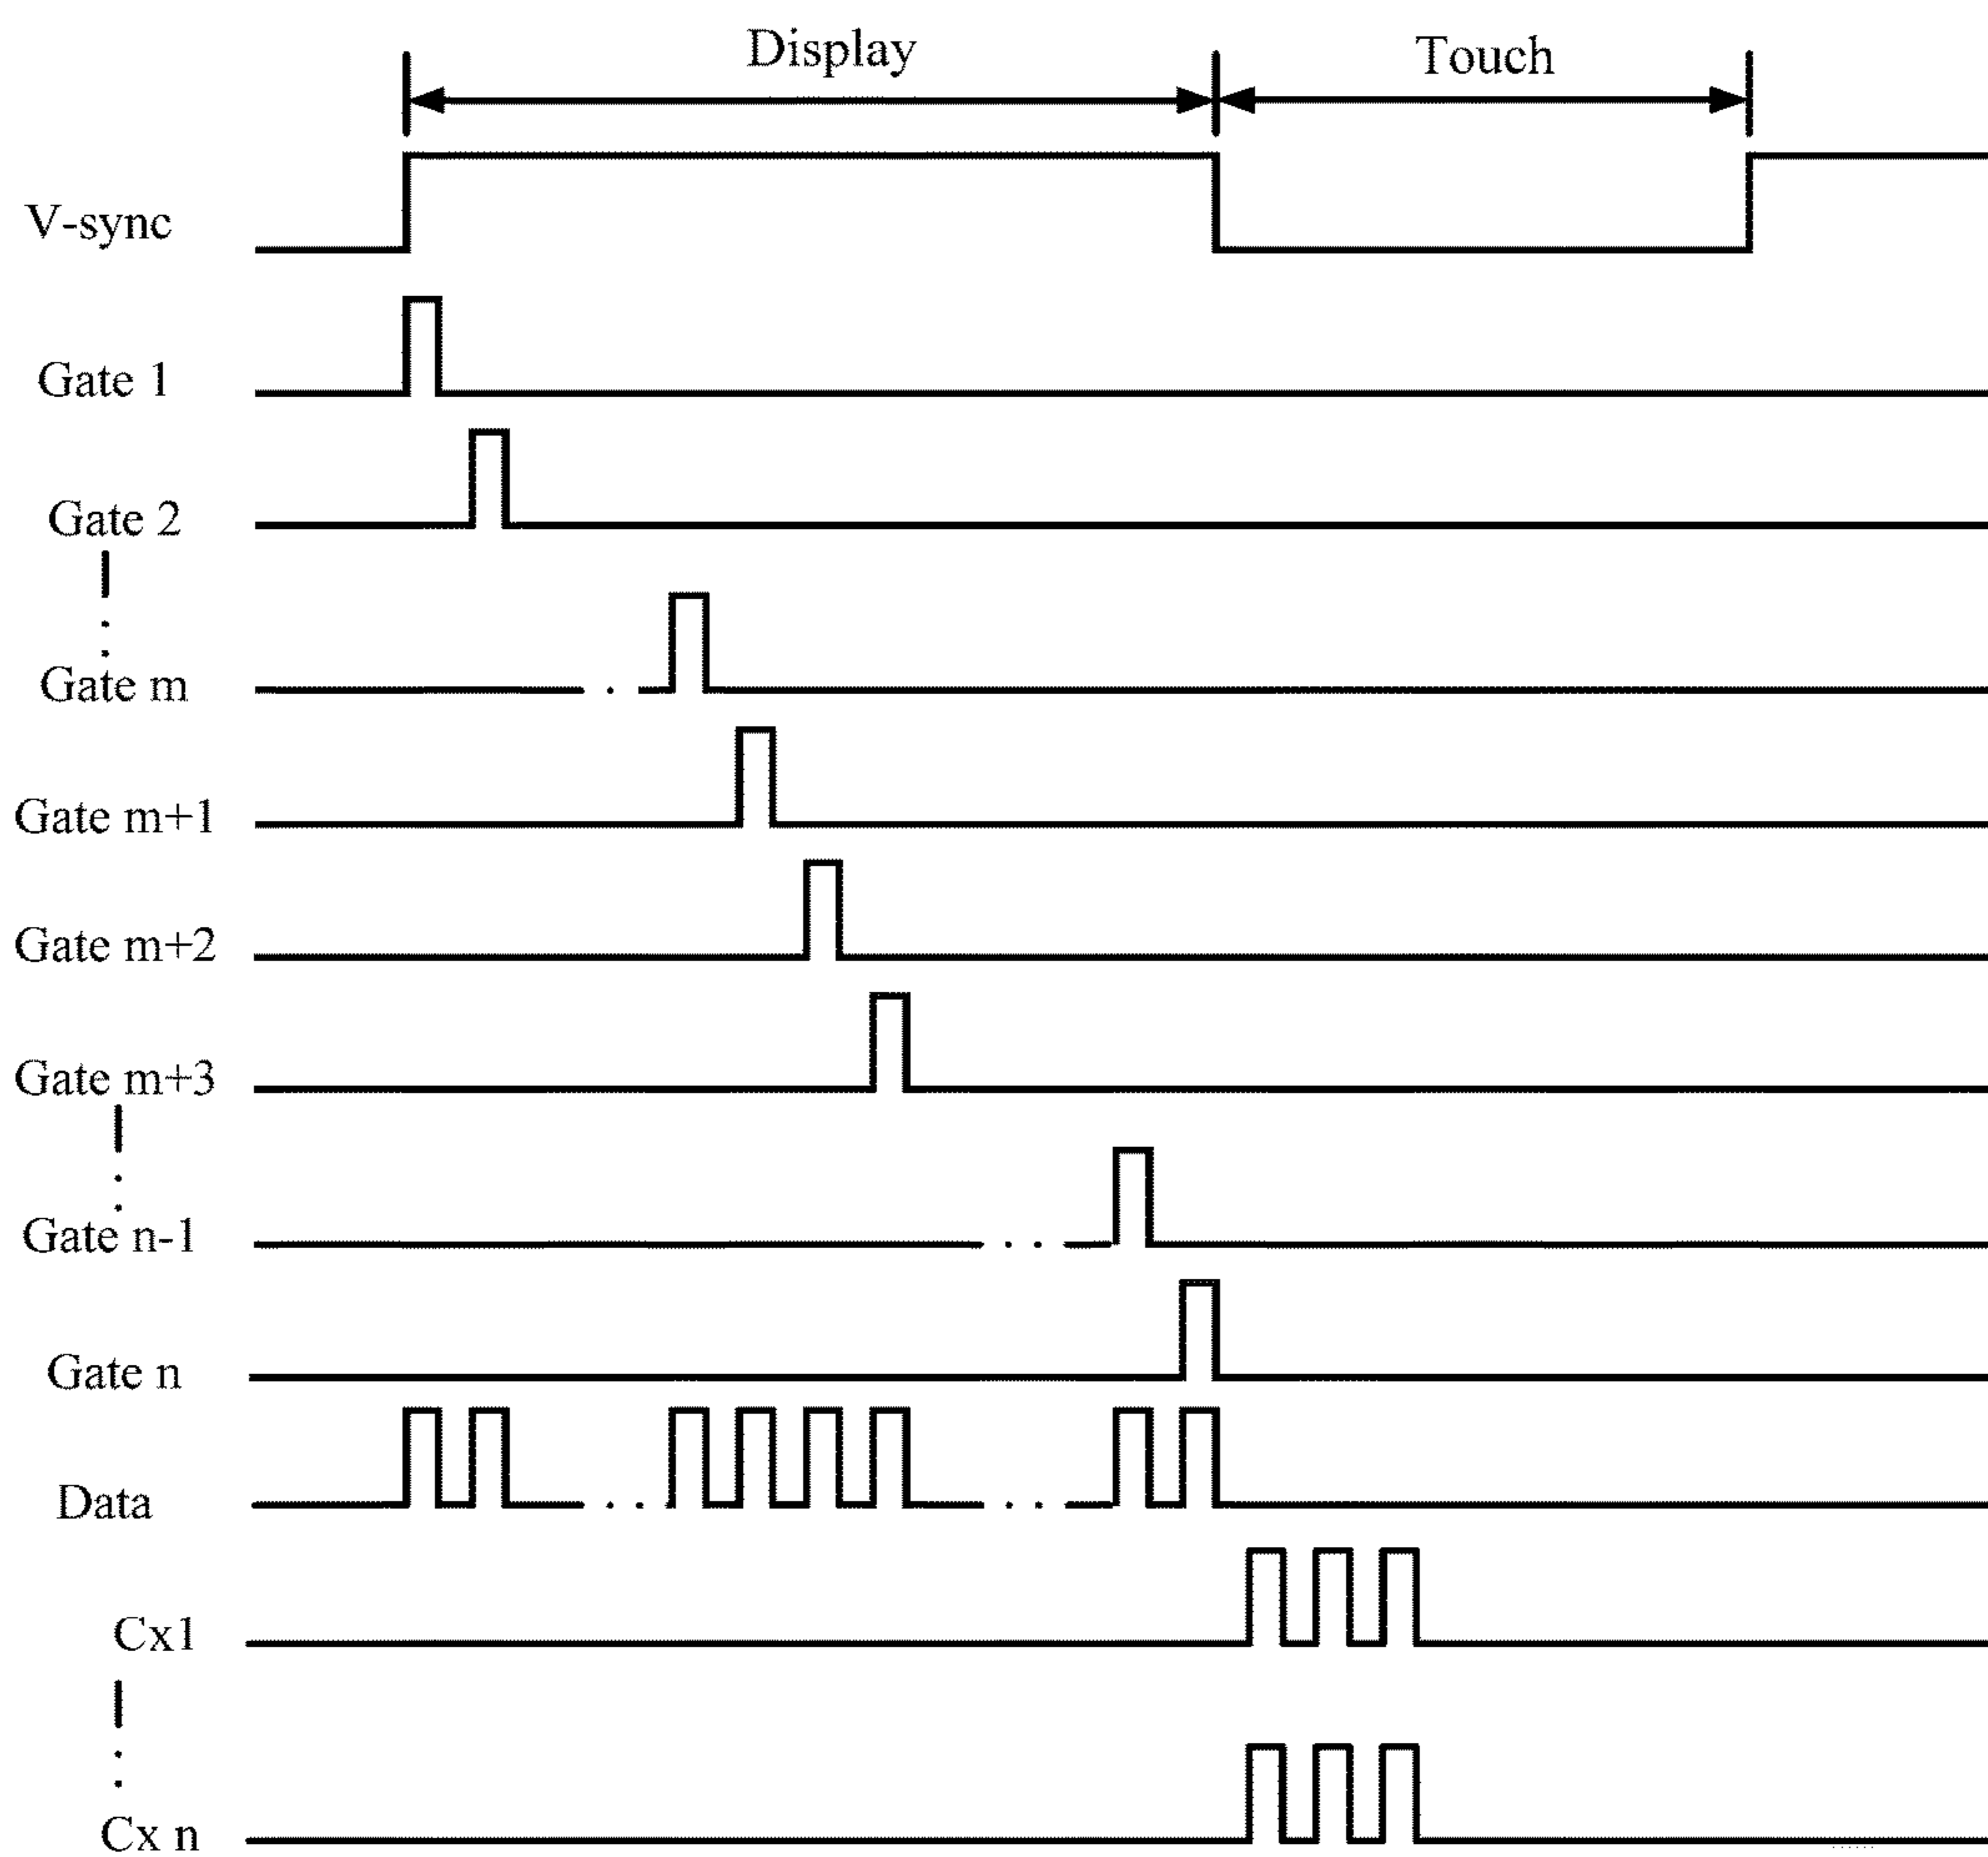 Display
Touch
V-sync
Gate 1
Gate 2
Gate m
Gate m+1
Gate m+2
Gate m+3
Gate n-1
Gate n
Data
Cx1
Cx n